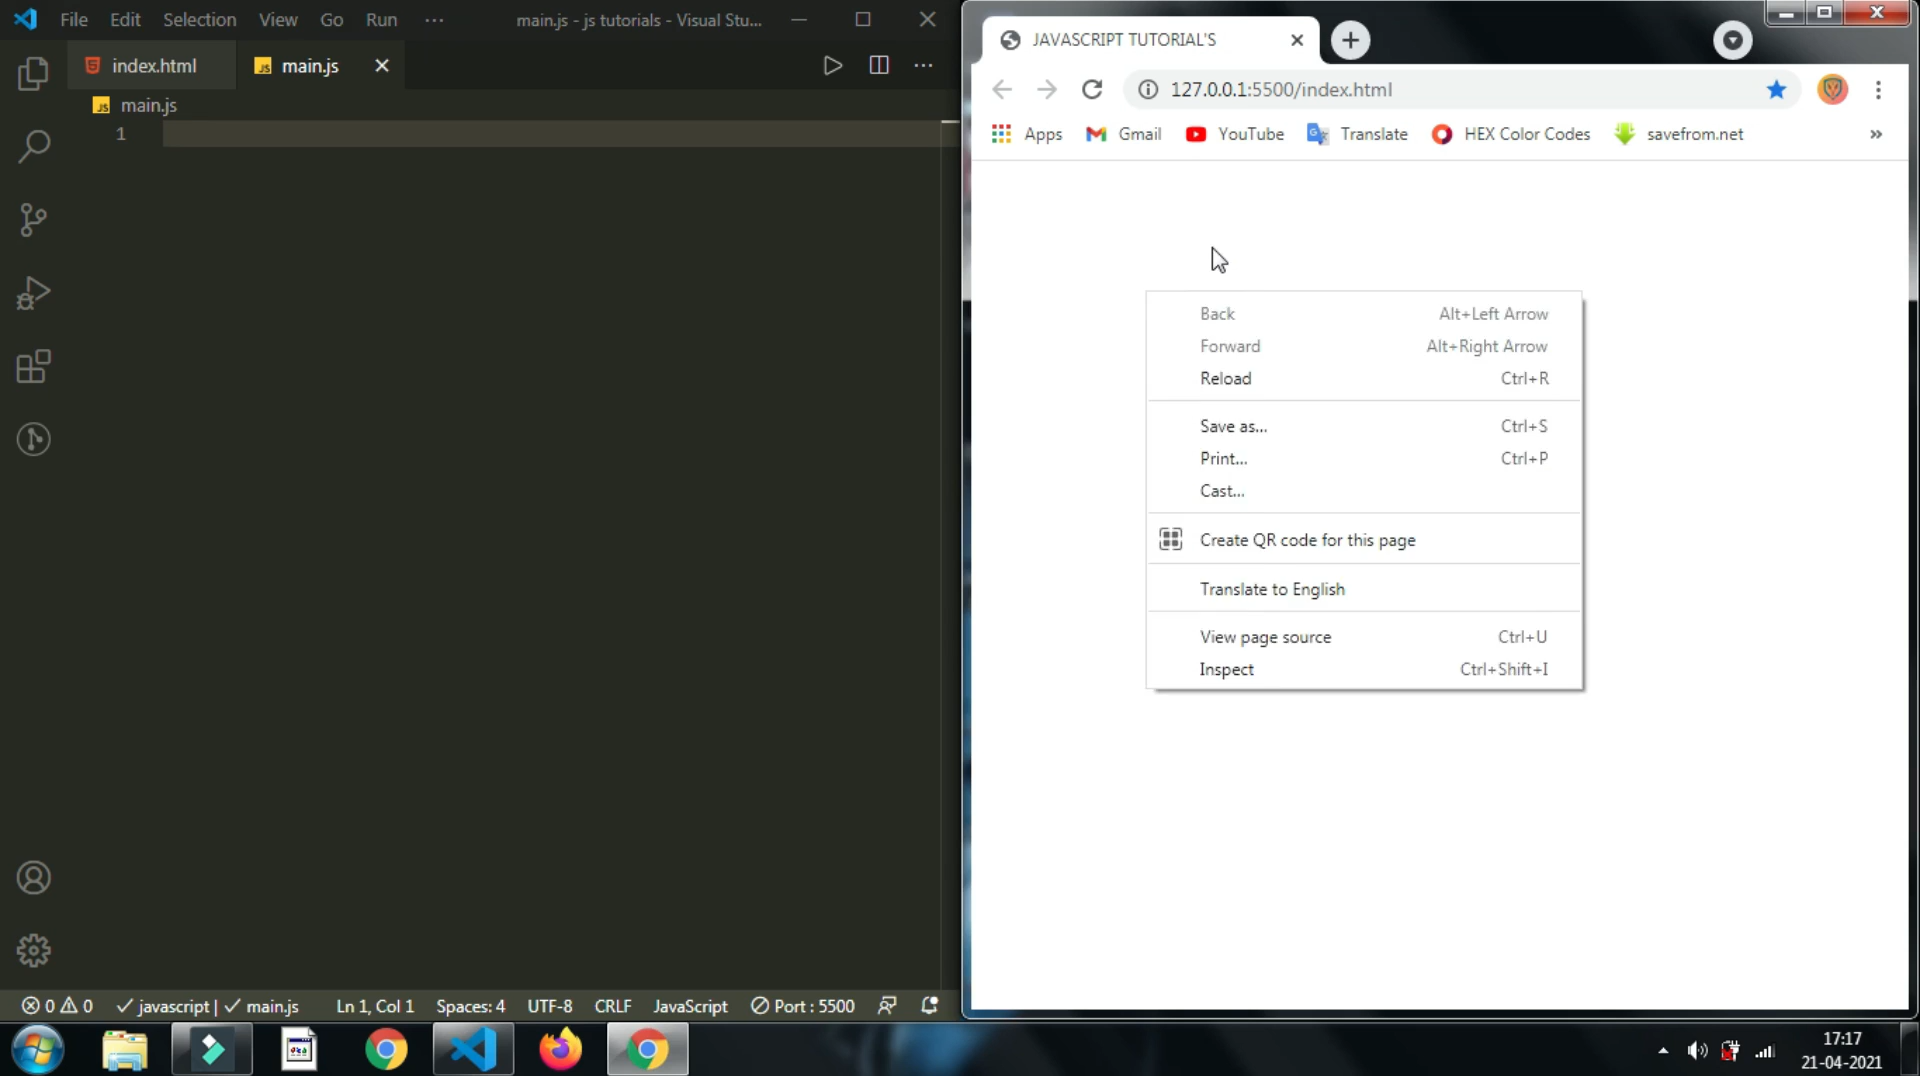 File Edit Selection View Go Run ··· main.js - js tutorials - Visual Stu...
index.html main.js
main.js
1
0 0 javascript | main.js Ln 1, Col 1 Spaces: 4 UTF-8 CRLF JavaScript Port : 5500
JAVASCRIPT TUTORIAL'S
127.0.0.1:5500/index.html
Apps Gmail YouTube Translate HEX Color Codes savefrom.net »
Back Alt+Left Arrow
Forward Alt+Right Arrow
Reload Ctrl+R
Save as... Ctrl+S
Print... Ctrl+P
Cast...
Create QR code for this page
Translate to English
View page source Ctrl+U
Inspect Ctrl+Shift+I
17:17
21-04-2021